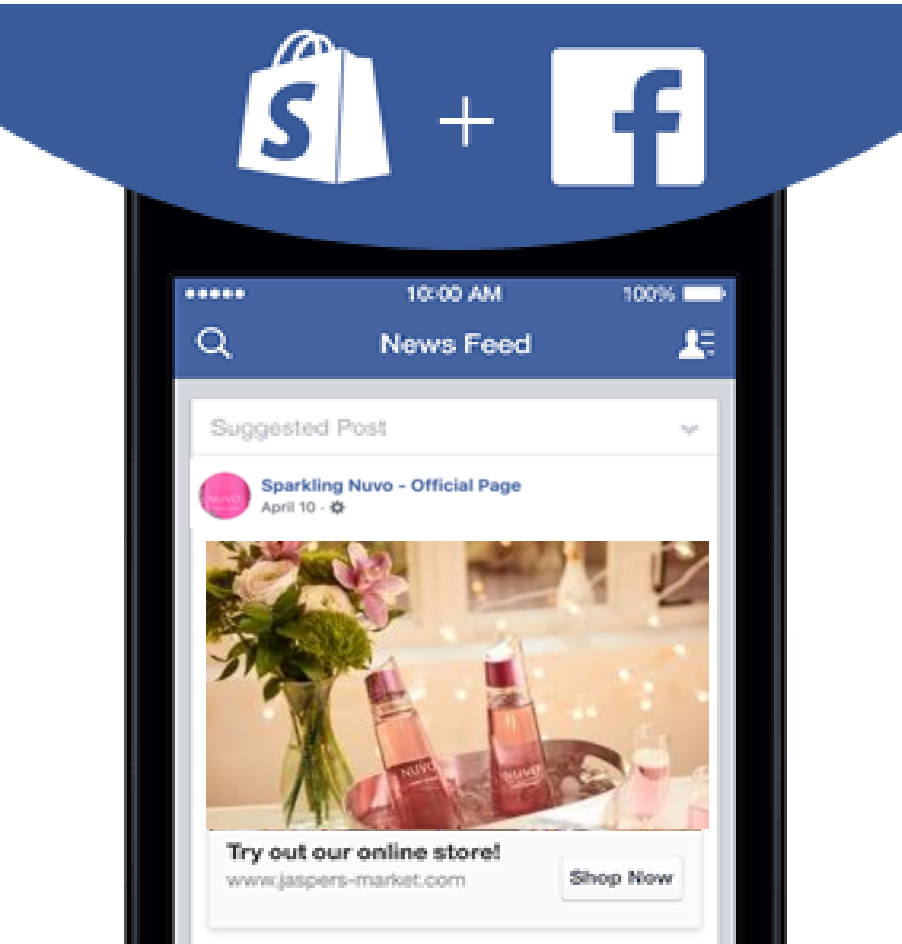 S + f
10:00 AM 100%
News Feed
Suggested Post
NUVO
Sparkling Nuvo - Official Page
April 10 ·
NUVO NUVO
Try out our online store!
www.jaspers-market.com
Shop Now